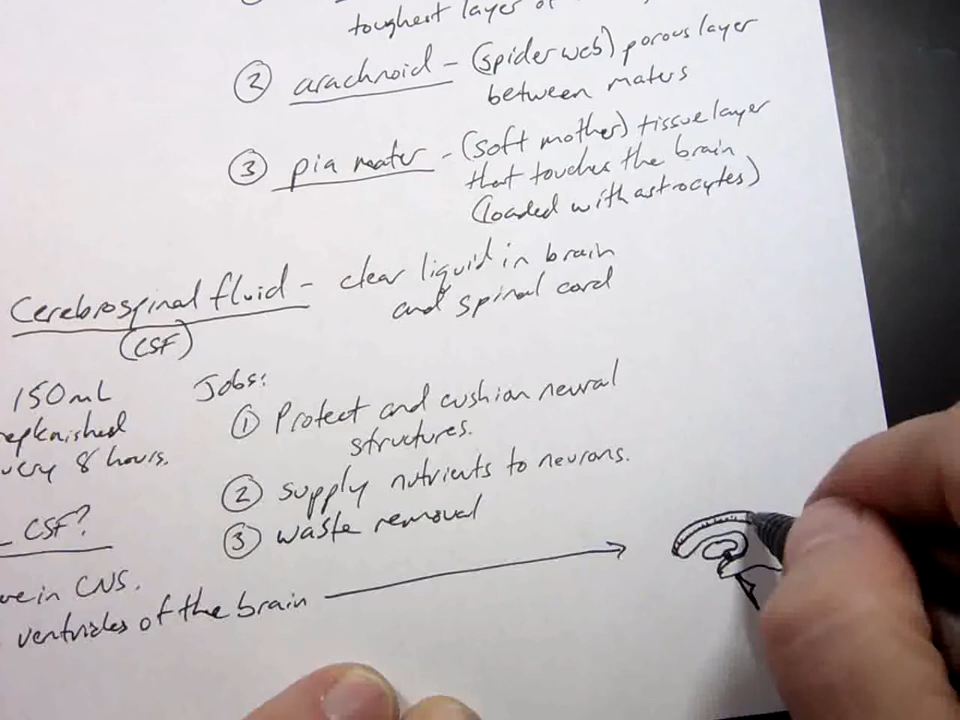 toughest layer of
② arachnoid - (spider web) porous layer
between maters
③ pia mater - (soft mother) tissue layer
that touches the brain
(loaded with astrocytes)
Cerebrospinal fluid - clear liquid in brain
and spinal cord
(CSF)
150mL
replenished
every 8 hours.
Jobs:
① Protect and cushion neural
structures.
② supply nutrients to neurons.
③ waste removal
CSF?
in CNS.
ventricles of the brain